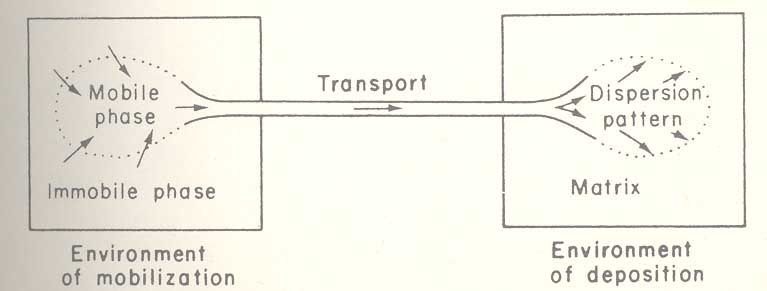 Transport
Mobile
phase
Dispersion
pattern
Immobile phase
Matrix
Environment
of mobilization
Environment
of deposition